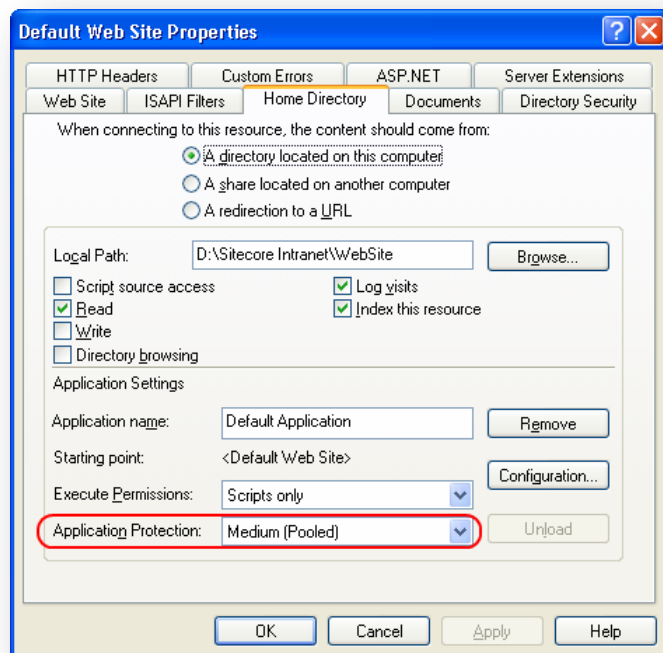 Default Web Site Properties
HTTP Headers Custom Errors ASP.NET Server Extensions
Web Site ISAPI Filters Home Directory Documents Directory Security
When connecting to this resource, the content should come from:
A directory located on this computer
A share located on another computer
A redirection to a URL
Local Path: D:\Sitecore Intranet\WebSite Browse...
Script source access Log visits
Read Index this resource
Write
Directory browsing
Application Settings
Application name: Default Application Remove
Starting point: <Default Web Site>
Configuration...
Execute Permissions: Scripts only
Application Protection: Medium (Pooled) Unload
OK Cancel Apply Help